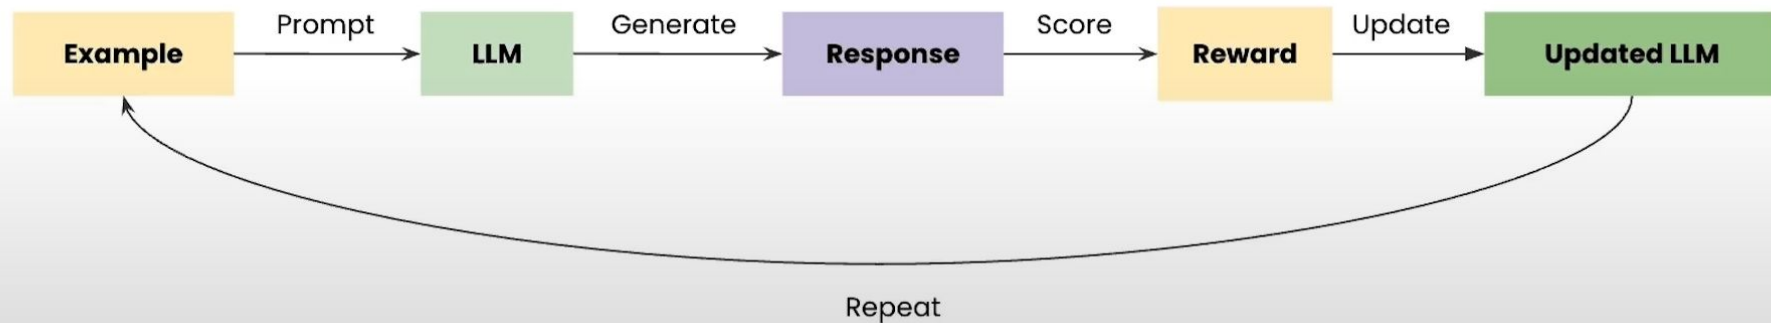 Prompt
Generate
Score
Update
Example
LLM
Response
Reward
Updated LLM
Repeat